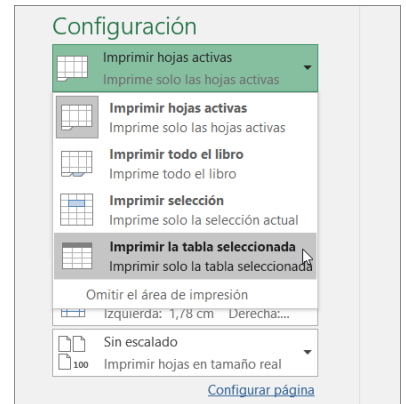 Configuración
Imprimir hojas activas
Imprime solo las hojas activas
Imprimir hojas activas
Imprime solo las hojas activas
Imprimir todo el libro
Imprime todo el libro
Imprimir selección
Imprime solo la selección actual
Imprimir la tabla seleccionada
Imprimir solo la tabla seleccionada
Omitir el área de impresión
Izquierda: 1,78 cm Derecha:...
Sin escalado
100 Imprimir hojas en tamaño real
Configurar página